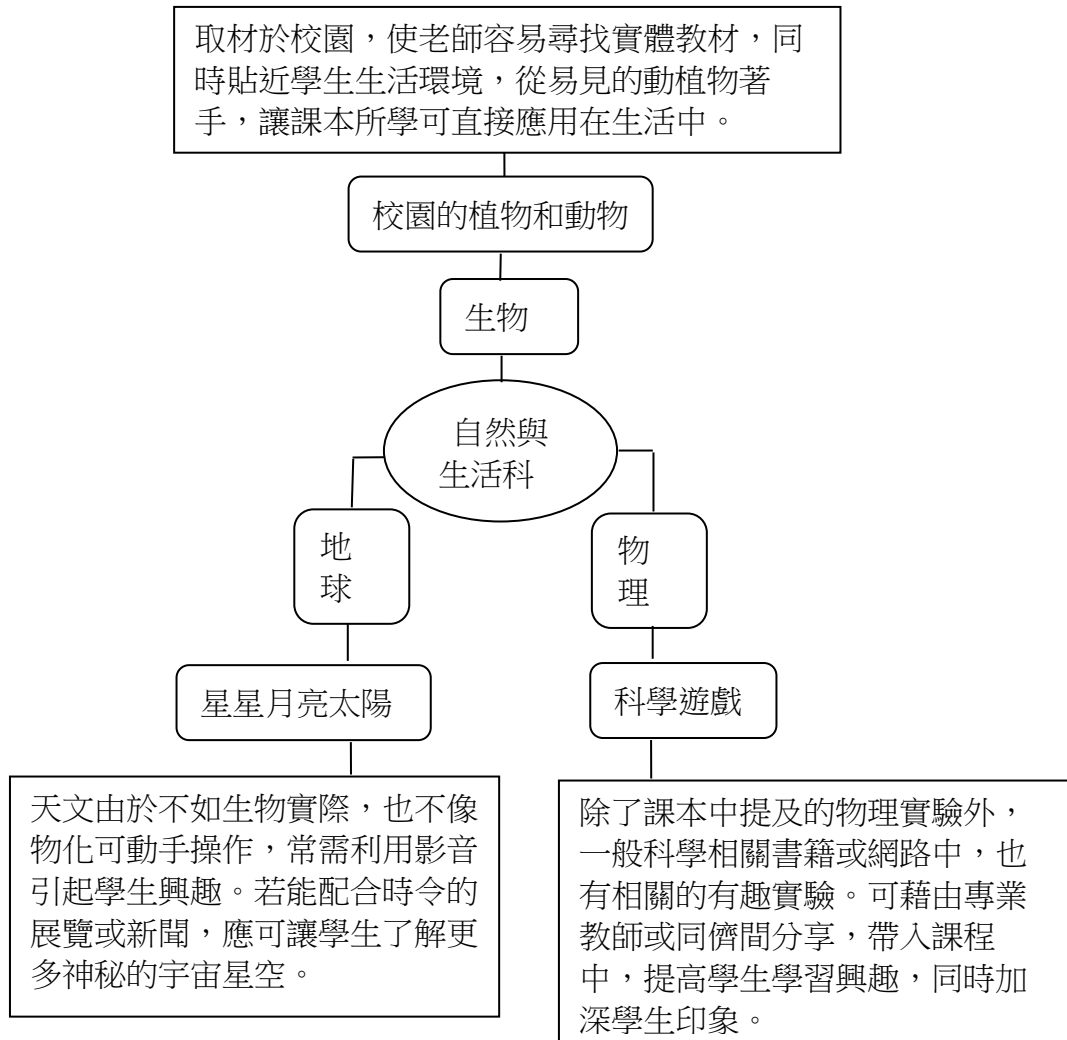 取材於校園，使老師容易尋找實體教材，同
時貼近學生生活環境，從易見的動植物著
手，讓課本所學可直接應用在生活中。
校園的植物和動物
生物
自然與
生活科
地
球
物
理
星星月亮太陽
科學遊戲
天文由於不如生物實際，也不像
物化可動手操作，常需利用影音
引起學生興趣。若能配合時令的
展覽或新聞，應可讓學生了解更
多神秘的宇宙星空。
除了課本中提及的物理實驗外，
一般科學相關書籍或網路中，也
有相關的有趣實驗。可藉由專業
教師或同儕間分享，帶入課程
中，提高學生學習興趣，同時加
深學生印象。